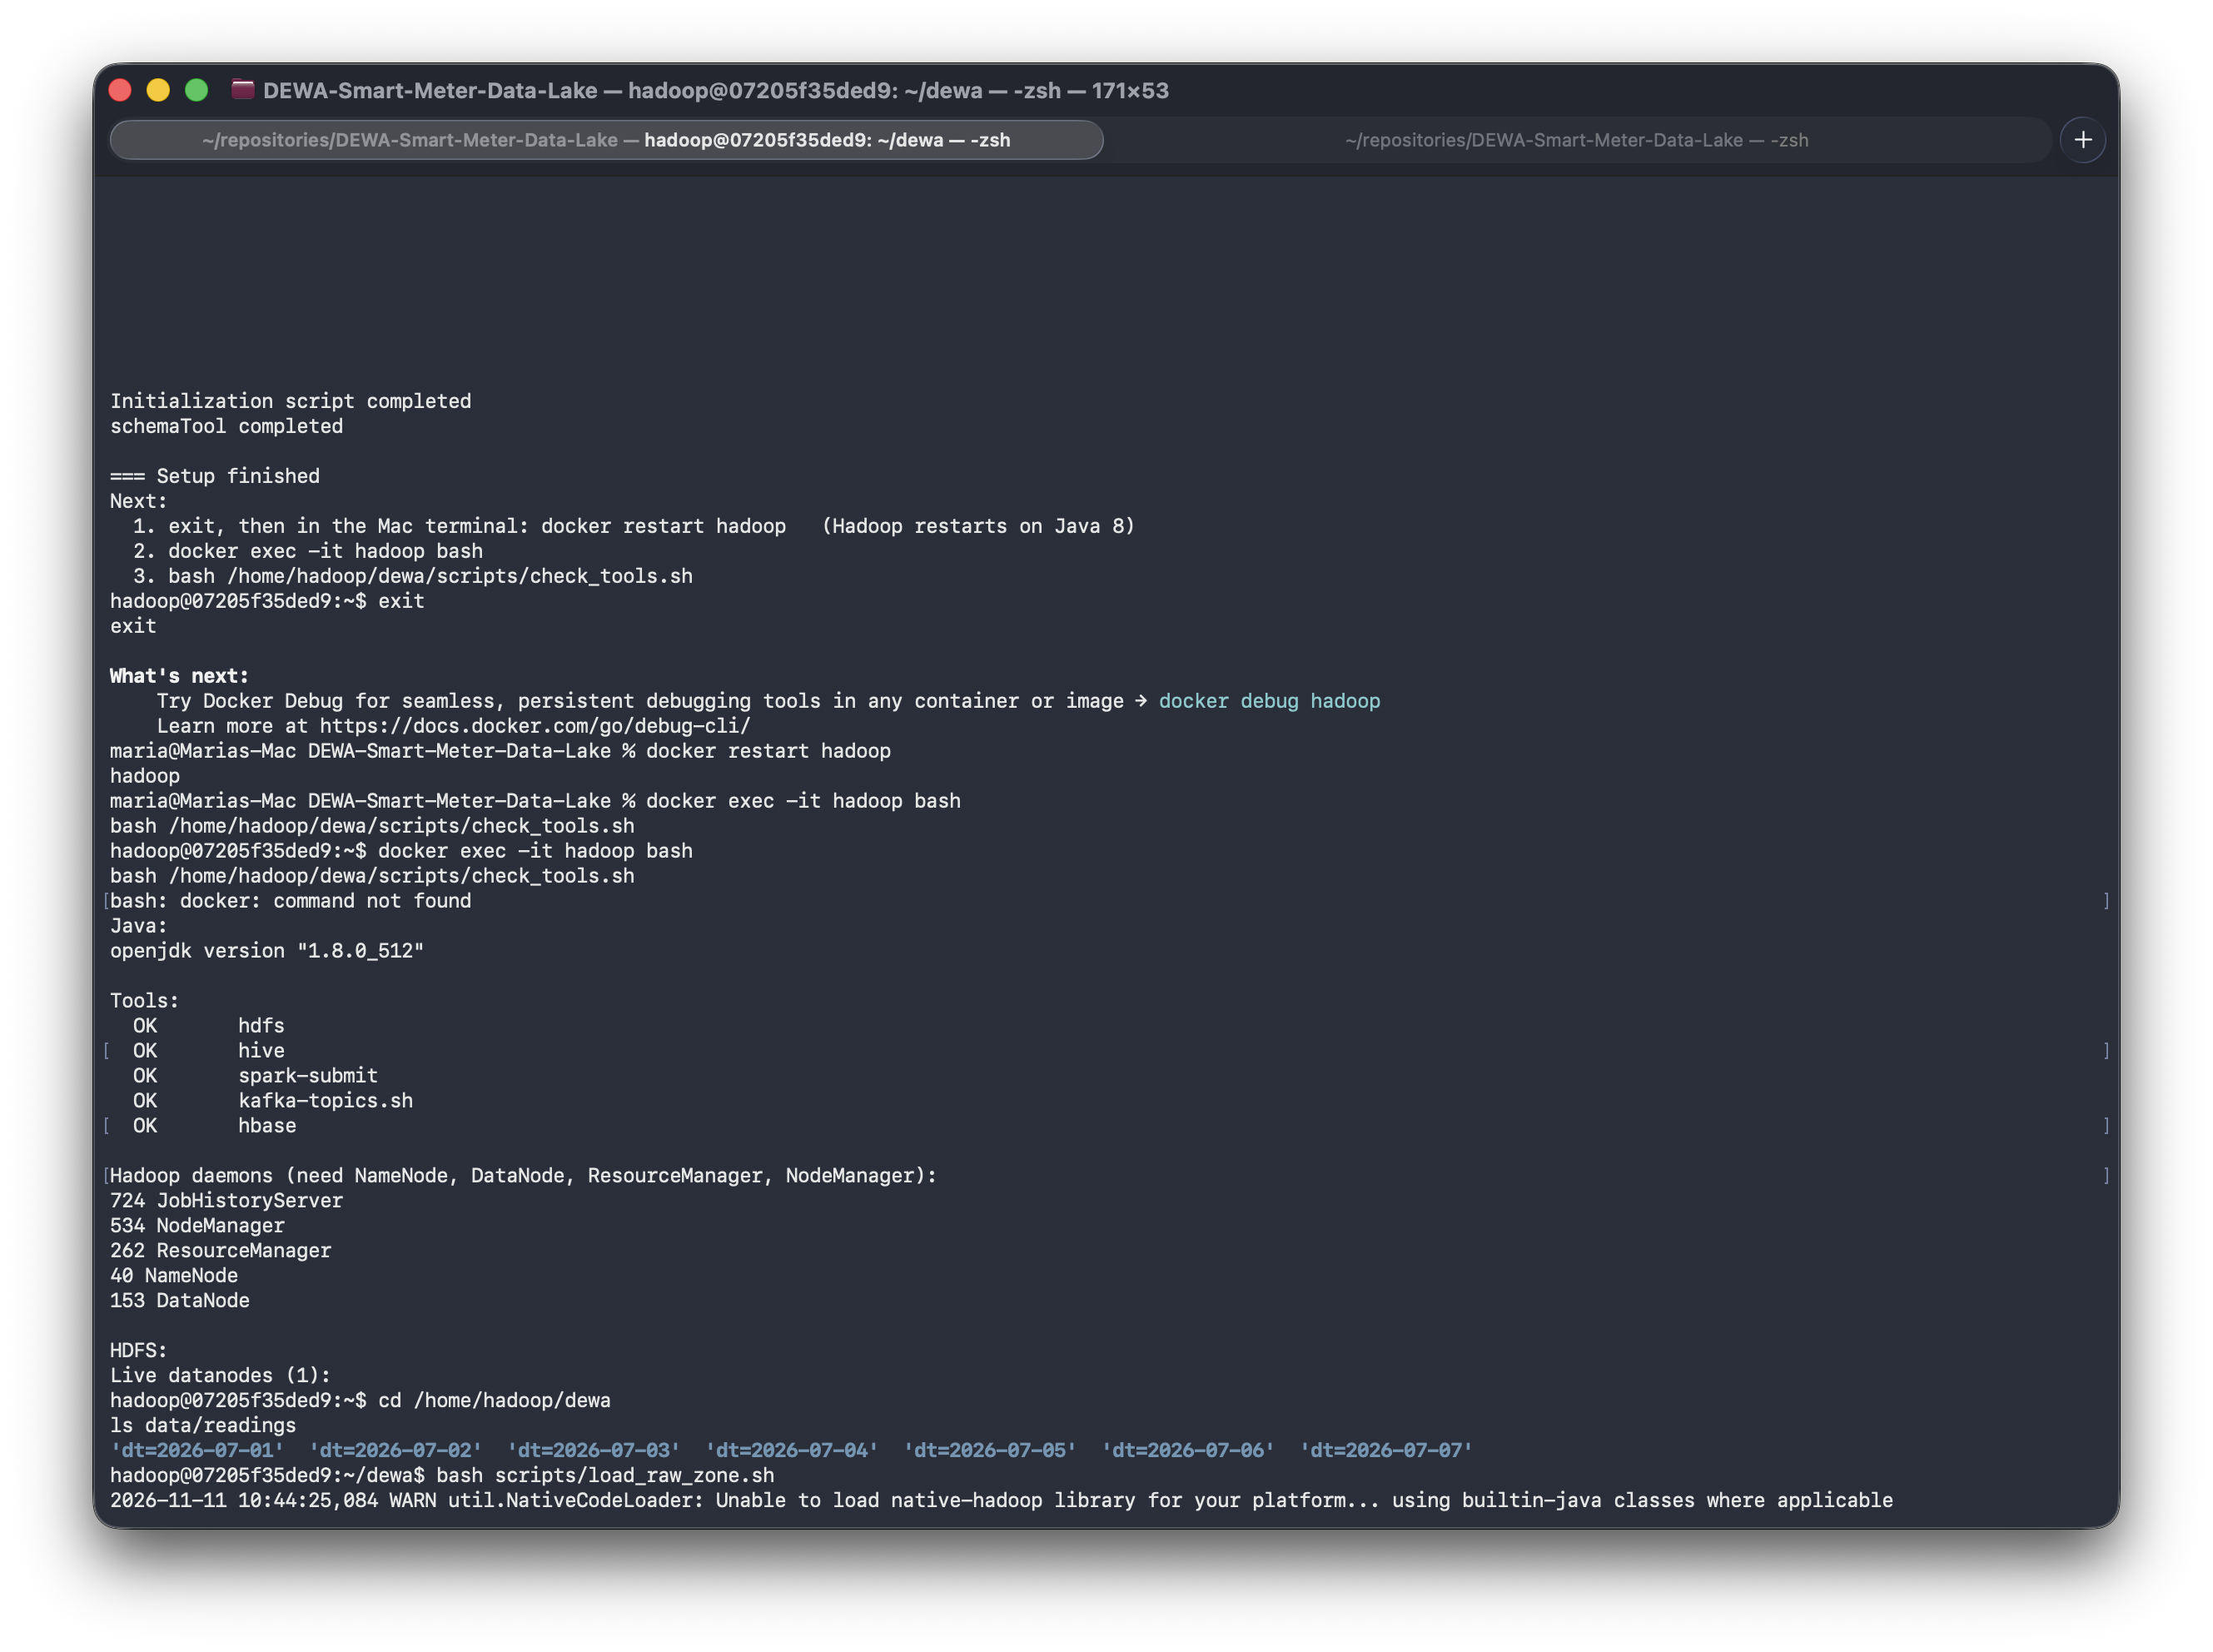 DEWA-Smart-Meter-Data-Lake — hadoop@07205f35ded9: ~/dewa — -zsh — 171×53
~/repositories/DEWA-Smart-Meter-Data-Lake — hadoop@07205f35ded9: ~/dewa — -zsh
~/repositories/DEWA-Smart-Meter-Data-Lake — -zsh
+
Initialization script completed
schemaTool completed
=== Setup finished
Next:
  1. exit, then in the Mac terminal: docker restart hadoop   (Hadoop restarts on Java 8)
  2. docker exec -it hadoop bash
  3. bash /home/hadoop/dewa/scripts/check_tools.sh
hadoop@07205f35ded9:~$ exit
exit
What's next:
    Try Docker Debug for seamless, persistent debugging tools in any container or image → docker debug hadoop
    Learn more at https://docs.docker.com/go/debug-cli/
maria@Marias-Mac DEWA-Smart-Meter-Data-Lake % docker restart hadoop
hadoop
maria@Marias-Mac DEWA-Smart-Meter-Data-Lake % docker exec -it hadoop bash
bash /home/hadoop/dewa/scripts/check_tools.sh
hadoop@07205f35ded9:~$ docker exec -it hadoop bash
bash /home/hadoop/dewa/scripts/check_tools.sh
[bash: docker: command not found ]
Java:
openjdk version "1.8.0_512"
Tools:
  OK       hdfs
[  OK       hive ]
  OK       spark-submit
  OK       kafka-topics.sh
[  OK       hbase ]
[Hadoop daemons (need NameNode, DataNode, ResourceManager, NodeManager): ]
724 JobHistoryServer
534 NodeManager
262 ResourceManager
40 NameNode
153 DataNode
HDFS:
Live datanodes (1):
hadoop@07205f35ded9:~$ cd /home/hadoop/dewa
ls data/readings
'dt=2026-07-01'  'dt=2026-07-02'  'dt=2026-07-03'  'dt=2026-07-04'  'dt=2026-07-05'  'dt=2026-07-06'  'dt=2026-07-07'
hadoop@07205f35ded9:~/dewa$ bash scripts/load_raw_zone.sh
2026-11-11 10:44:25,084 WARN util.NativeCodeLoader: Unable to load native-hadoop library for your platform... using builtin-java classes where applicable